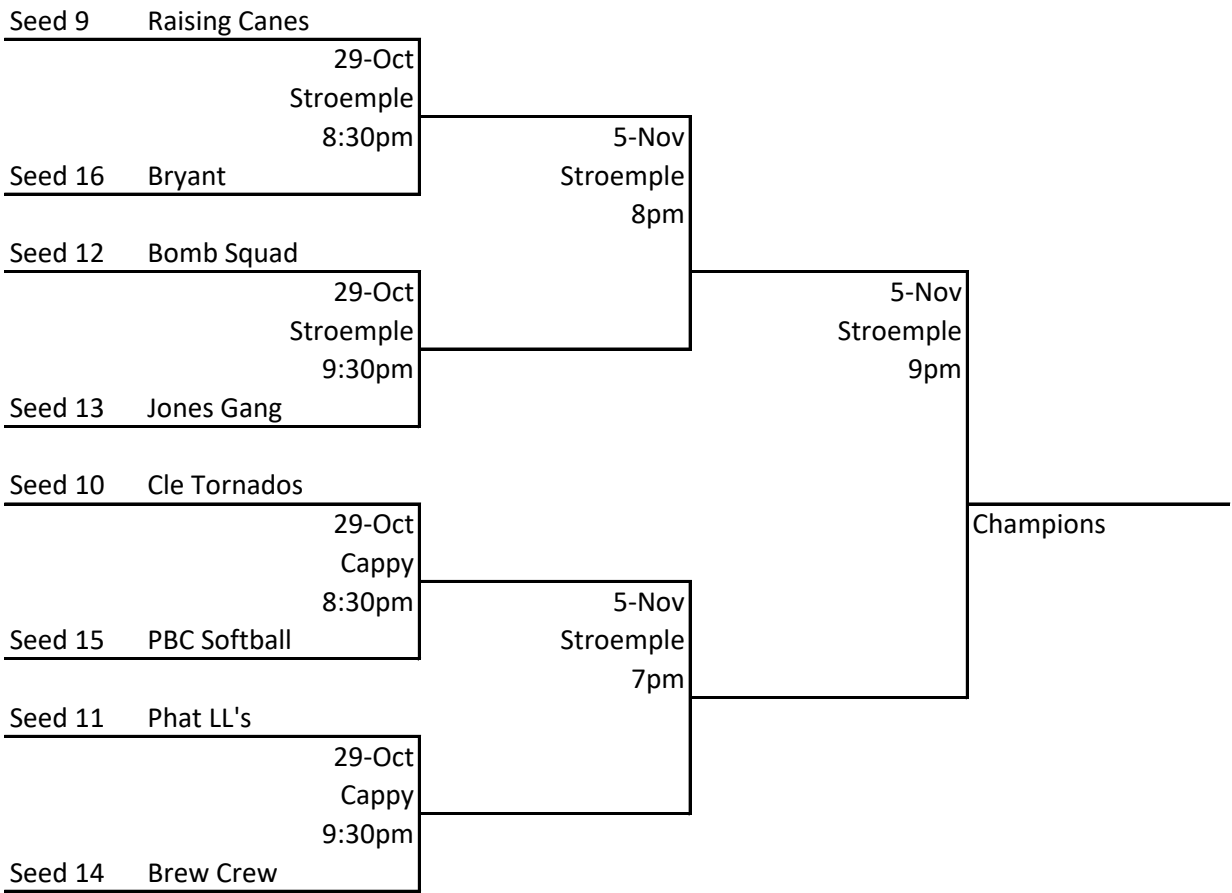 Seed 9 Raising Canes
29-Oct
Stroemple
8:30pm
5-Nov
Seed 16 Bryant
Stroemple
8pm
Seed 12 Bomb Squad
29-Oct
5-Nov
Stroemple
Stroemple
9:30pm
9pm
Seed 13 Jones Gang
Seed 10 Cle Tornados
29-Oct
Champions
Cappy
8:30pm
5-Nov
Seed 15 PBC Softball
Stroemple
7pm
Seed 11 Phat LL's
29-Oct
Cappy
9:30pm
Seed 14 Brew Crew